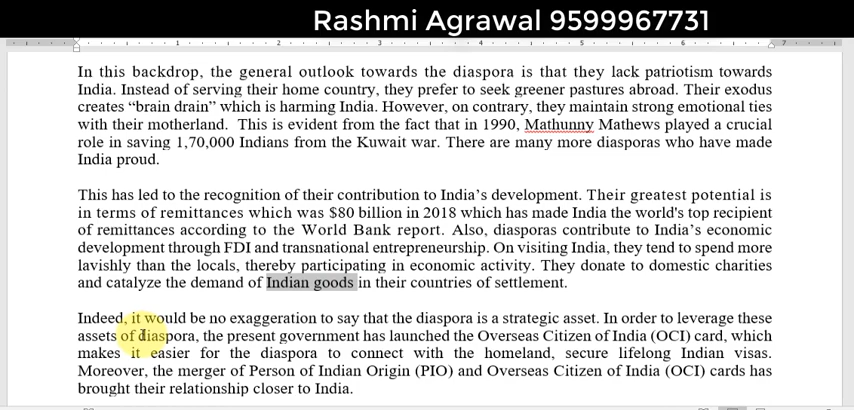 Rashmi Agrawal 9599967731
1 2 3 4 5 6 7
In this backdrop, the general outlook towards the diaspora is that they lack patriotism towards
India. Instead of serving their home country, they prefer to seek greener pastures abroad. Their exodus
creates “brain drain” which is harming India. However, on contrary, they maintain strong emotional ties
with their motherland.  This is evident from the fact that in 1990, Mathunny Mathews played a crucial
role in saving 1,70,000 Indians from the Kuwait war. There are many more diasporas who have made
India proud.
This has led to the recognition of their contribution to India’s development. Their greatest potential is
in terms of remittances which was $80 billion in 2018 which has made India the world's top recipient
of remittances according to the World Bank report. Also, diasporas contribute to India’s economic
development through FDI and transnational entrepreneurship. On visiting India, they tend to spend more
lavishly than the locals, thereby participating in economic activity. They donate to domestic charities
and catalyze the demand of Indian goods in their countries of settlement.
Indeed, it would be no exaggeration to say that the diaspora is a strategic asset. In order to leverage these
assets of diaspora, the present government has launched the Overseas Citizen of India (OCI) card, which
makes it easier for the diaspora to connect with the homeland, secure lifelong Indian visas.
Moreover, the merger of Person of Indian Origin (PIO) and Overseas Citizen of India (OCI) cards has
brought their relationship closer to India.